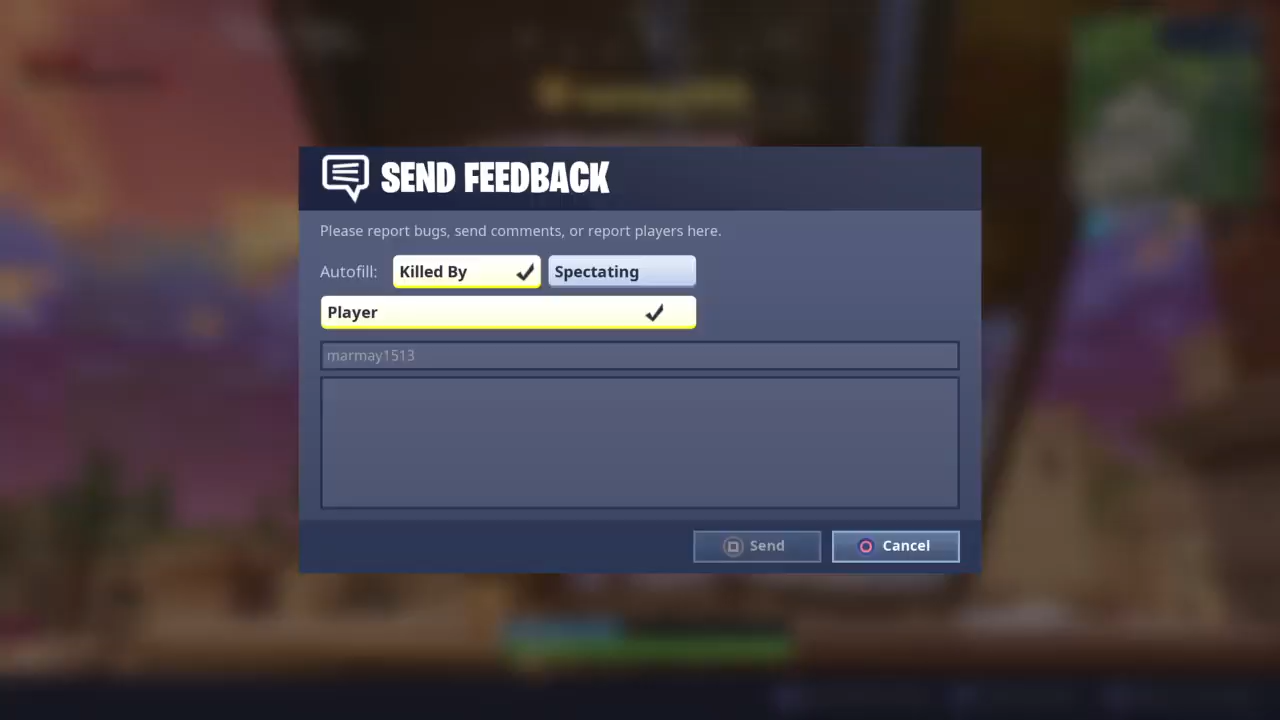 SEND FEEDBACK
Please report bugs, send comments, or report players here.
Autofill: Killed By Spectating
Player
marmay1513
Send Cancel